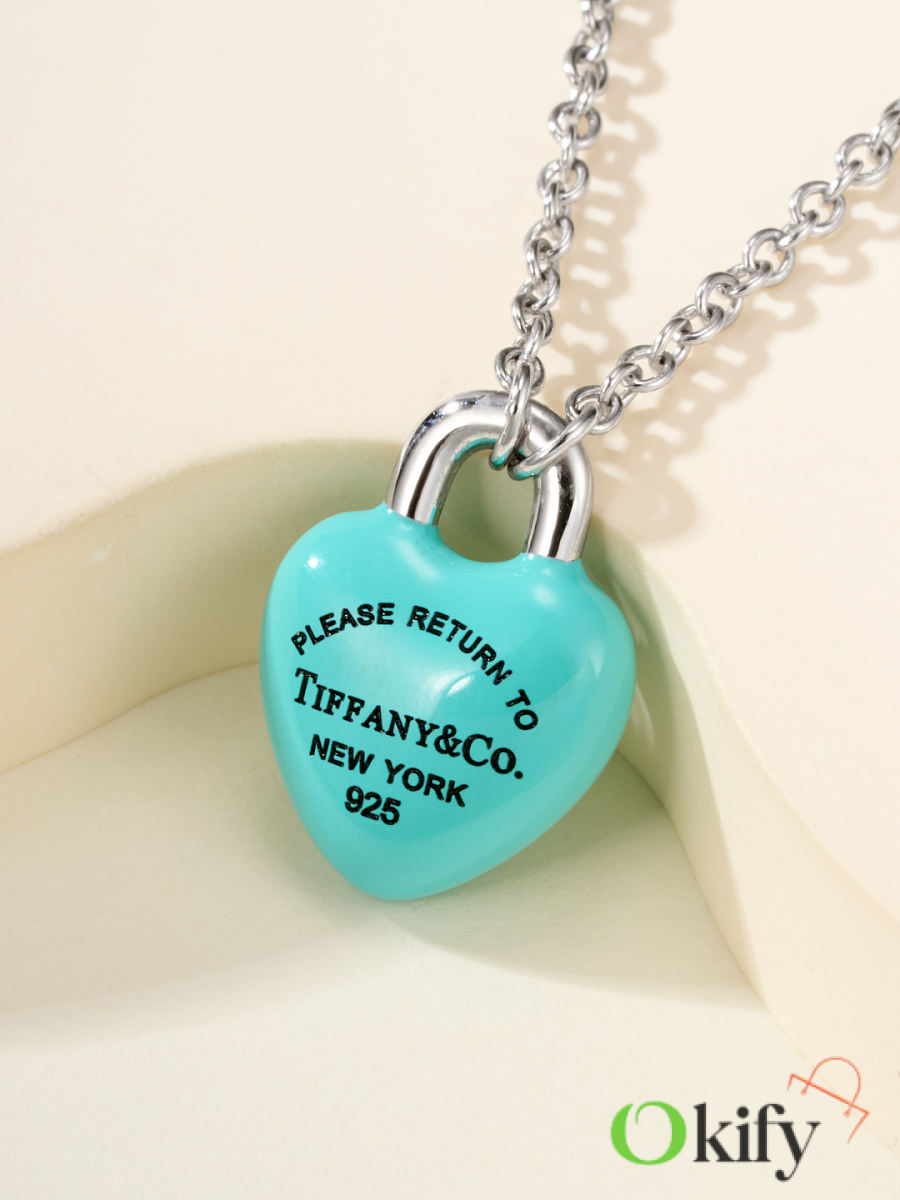 PLEASE RETURN TO
TIFFANY&CO.
NEW YORK
925
Okify